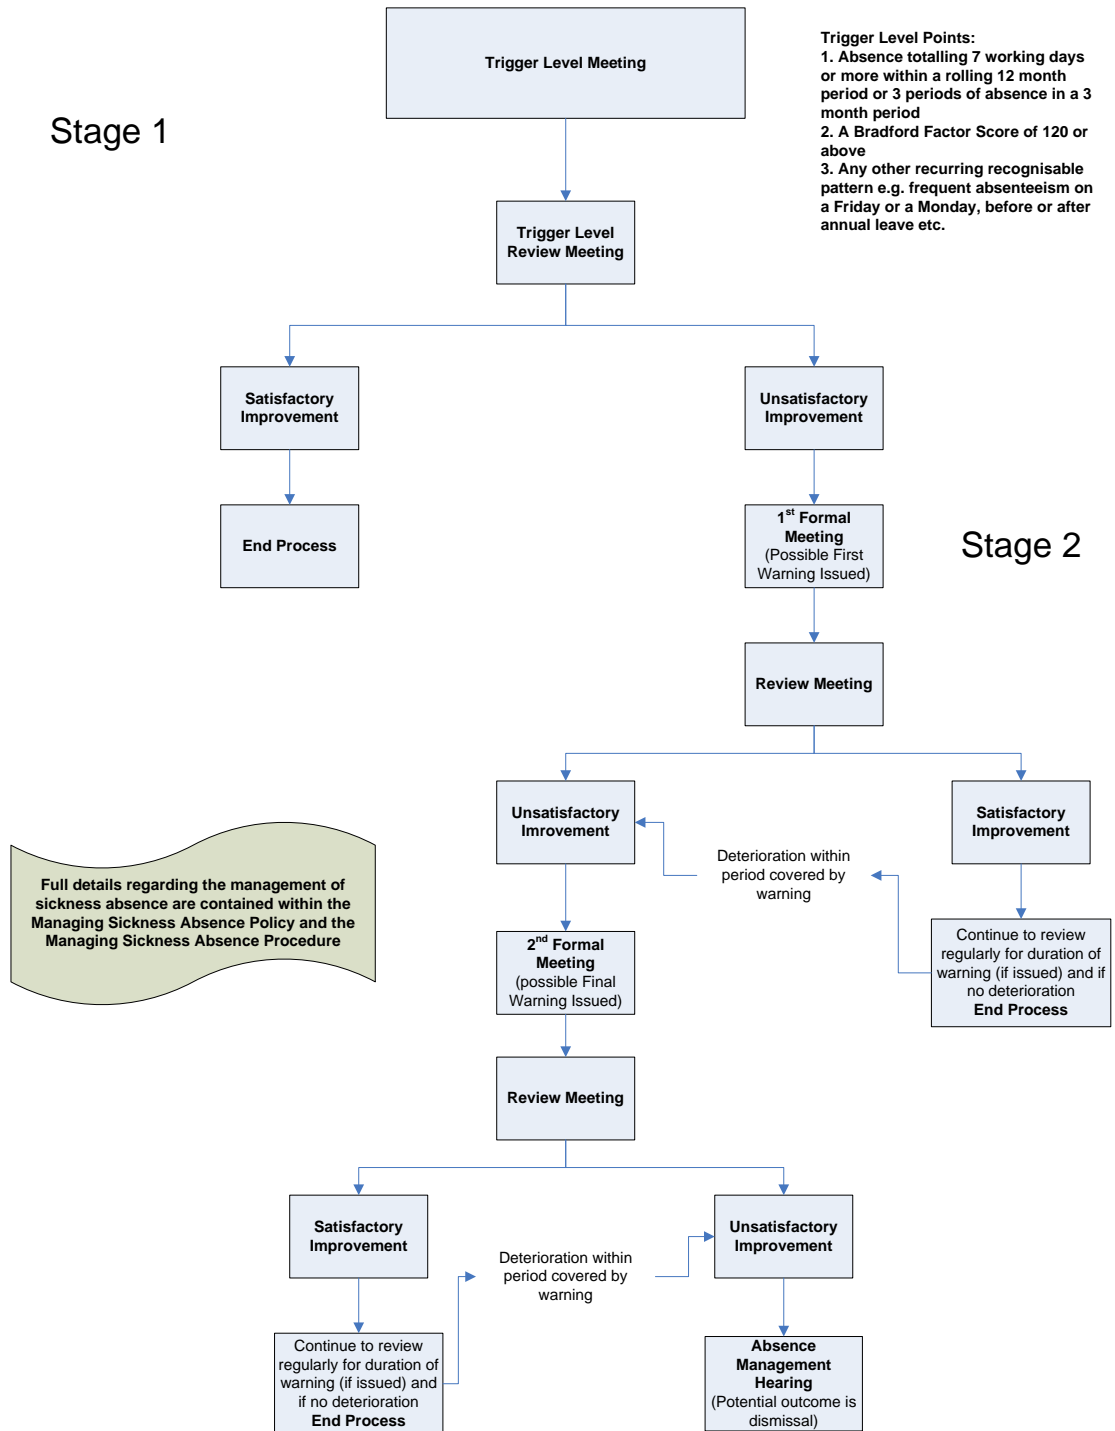 Trigger Level Meeting
Trigger Level Points:
1. Absence totalling 7 working days
or more within a rolling 12 month
period or 3 periods of absence in a 3
month period
2. A Bradford Factor Score of 120 or
above
3. Any other recurring recognisable
pattern e.g. frequent absenteeism on
a Friday or a Monday, before or after
annual leave etc.
Stage 1
Trigger Level
Review Meeting
Satisfactory
Improvement
Unsatisfactory
Improvement
End Process
1st Formal
Meeting
(Possible First
Warning Issued)
Stage 2
Review Meeting
Unsatisfactory
Imrovement
Satisfactory
Improvement
Deterioration within
period covered by
warning
Full details regarding the management of
sickness absence are contained within the
Managing Sickness Absence Policy and the
Managing Sickness Absence Procedure
2nd Formal
Meeting
(possible Final
Warning Issued)
Continue to review
regularly for duration of
warning (if issued) and if
no deterioration
End Process
Review Meeting
Satisfactory
Improvement
Unsatisfactory
Improvement
Deterioration within
period covered by
warning
Continue to review
regularly for duration of
warning (if issued) and
if no deterioration
End Process
Absence
Management
Hearing
(Potential outcome is
dismissal)